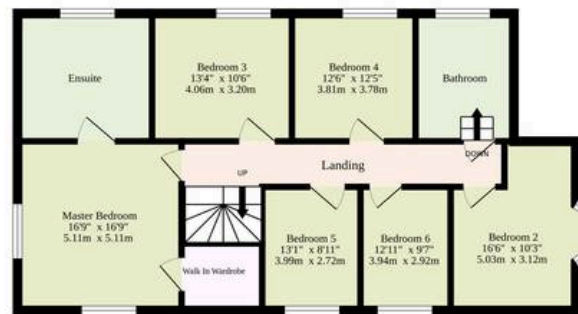 Ensuite
Bedroom 3
13'4" x 10'6"
4.06m x 3.20m
Bedroom 4
12'6" x 12'5"
3.81m x 3.78m
Bathroom
Landing
DOWN
UP
Master Bedroom
16'9" x 16'9"
5.11m x 5.11m
Walk In Wardrobe
Bedroom 5
13'1" x 8'11"
3.99m x 2.72m
Bedroom 6
12'11" x 9'7"
3.94m x 2.92m
Bedroom 2
16'6" x 10'3"
5.03m x 3.12m